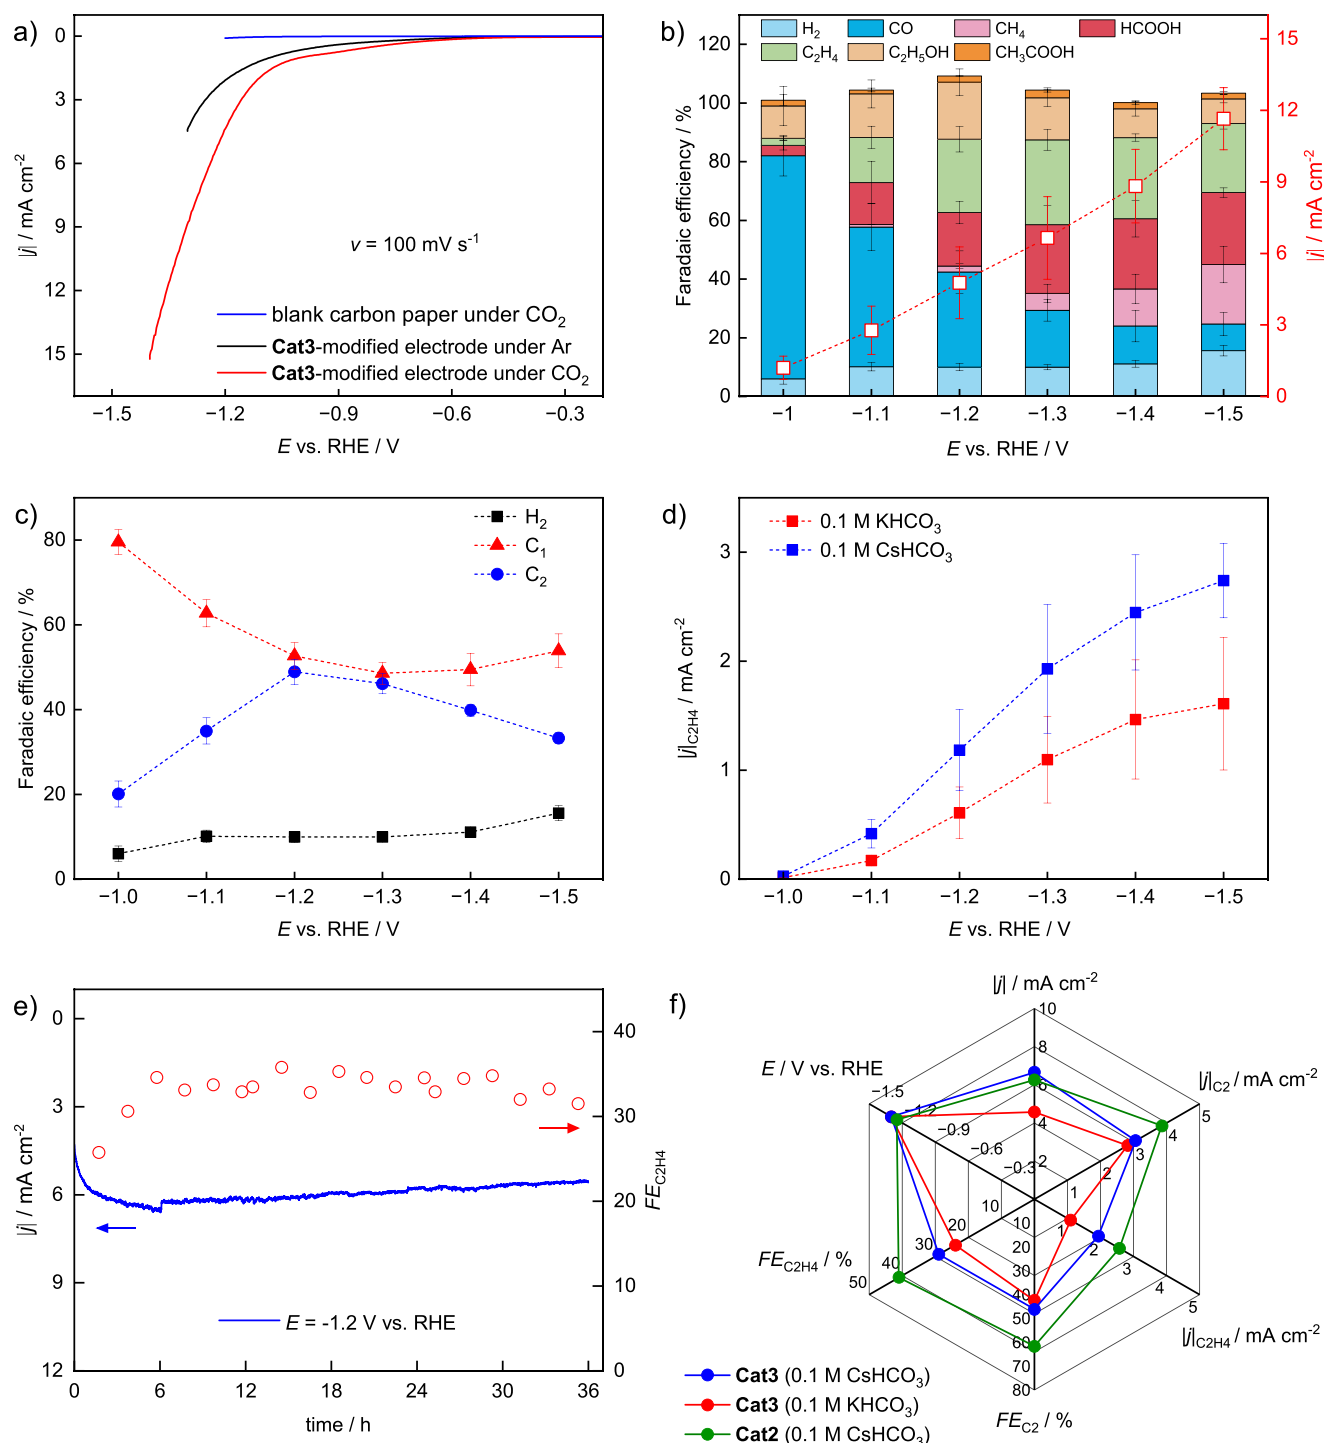 a)
0
3
6
9
12
15
|j| / mA cm⁻²
v = 100 mV s⁻¹
blank carbon paper under CO₂
Cat3-modified electrode under Ar
Cat3-modified electrode under CO₂
−1.5 −1.2 −0.9 −0.6 −0.3
E vs. RHE / V
b)
H₂ CO CH₄ HCOOH
C₂H₄ C₂H₅OH CH₃COOH
120
100
80
60
40
20
0
Faradaic efficiency / %
15
12
9
6
3
0
|j| / mA cm⁻²
−1 −1.1 −1.2 −1.3 −1.4 −1.5
E vs. RHE / V
c)
80
60
40
20
0
Faradaic efficiency / %
H₂
C₁
C₂
−1.0 −1.1 −1.2 −1.3 −1.4 −1.5
E vs. RHE / V
d)
3
2
1
0
|j|C2H4 / mA cm⁻²
0.1 M KHCO₃
0.1 M CsHCO₃
−1.0 −1.1 −1.2 −1.3 −1.4 −1.5
E vs. RHE / V
e)
0
3
6
9
12
|j| / mA cm⁻²
40
30
20
10
0
FEC2H4
E = -1.2 V vs. RHE
0 6 12 18 24 30 36
time / h
f)
|j| / mA cm⁻²
10
8
6
4
2
|j|C2 / mA cm⁻²
5
4
3
2
1
|j|C2H4 / mA cm⁻²
1
2
3
4
5
FEC2 / %
10
20
30
40
50
60
70
80
FEC2H4 / %
10
20
30
40
50
E / V vs. RHE
−0.3
−0.6
−0.9
−1.2
−1.5
Cat3 (0.1 M CsHCO₃)
Cat3 (0.1 M KHCO₃)
Cat2 (0.1 M CsHCO₃)